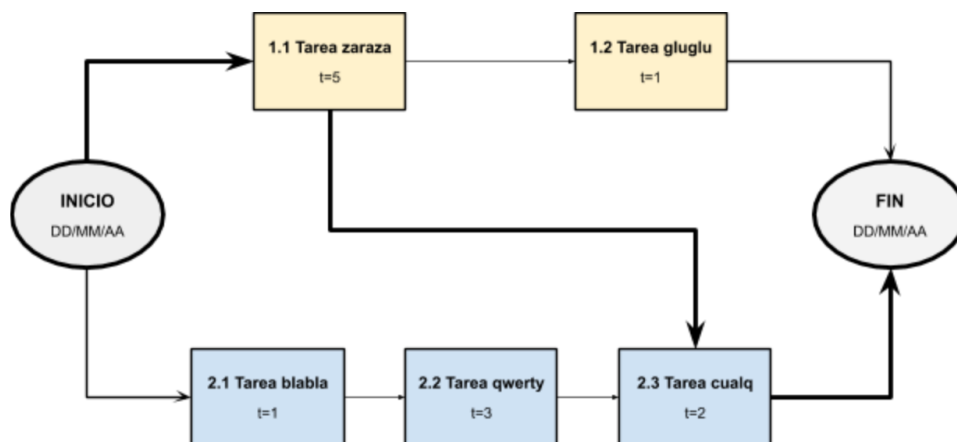 1.1 Tarea zaraza
t=5
1.2 Tarea gluglu
t=1
INICIO
DD/MM/AA
FIN
DD/MM/AA
2.1 Tarea blabla
t=1
2.2 Tarea qwerty
t=3
2.3 Tarea cualq
t=2